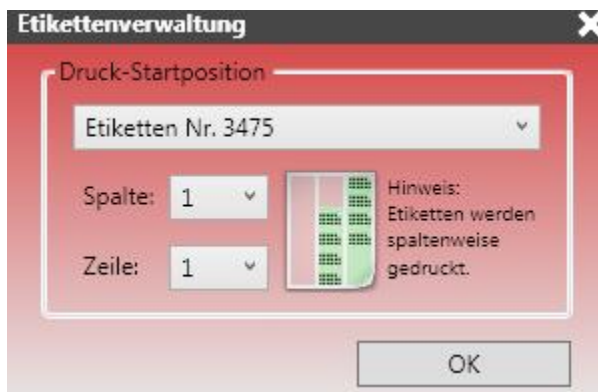 Etikettenverwaltung
Druck-Startposition
Etiketten Nr. 3475
Spalte: 1
Zeile: 1
Hinweis:
Etiketten werden
spaltenweise
gedruckt.
OK